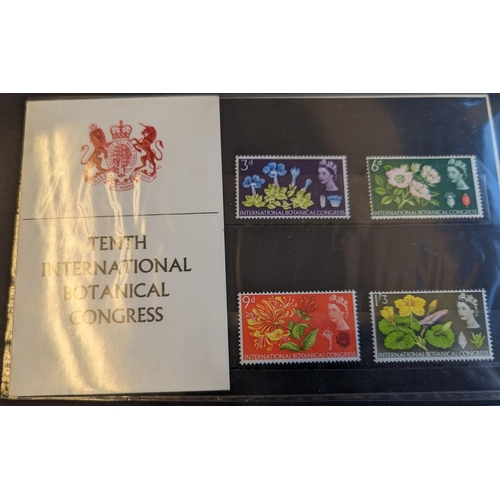 TENTH
INTERNATIONAL
BOTANICAL
CONGRESS
3d
INTERNATIONAL BOTANICAL CONGRESS
6d
INTERNATIONAL BOTANICAL CONGRESS
9d
INTERNATIONAL BOTANICAL CONGRESS
1'3
INTERNATIONAL BOTANICAL CONGRESS